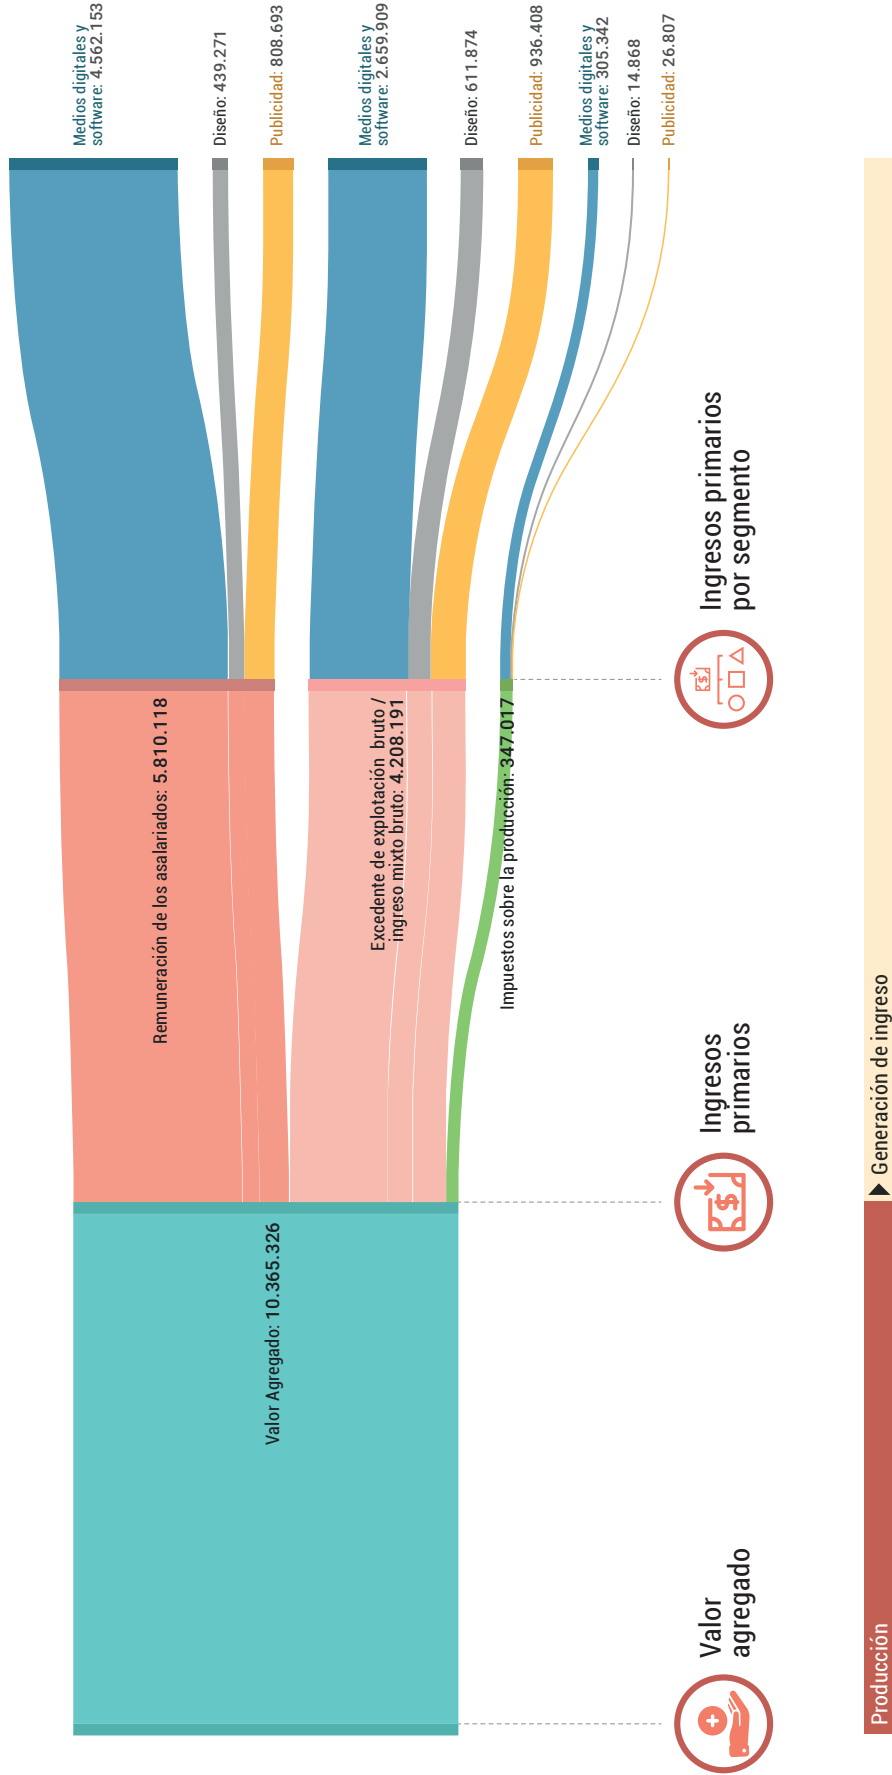 Valor Agregado: 10.365.326
Remuneración de los asalariados: 5.810.118
Excedente de explotación bruto /
ingreso mixto bruto: 4.208.191
Impuestos sobre la producción: 347.017
Medios digitales y
software: 4.562.153
Diseño: 439.271
Publicidad: 808.693
Medios digitales y
software: 2.659.909
Diseño: 611.874
Publicidad: 936.408
Medios digitales y
software: 305.342
Diseño: 14.868
Publicidad: 26.807
Valor
agregado
Ingresos
primarios
Ingresos primarios
por segmento
Producción
Generación de ingreso